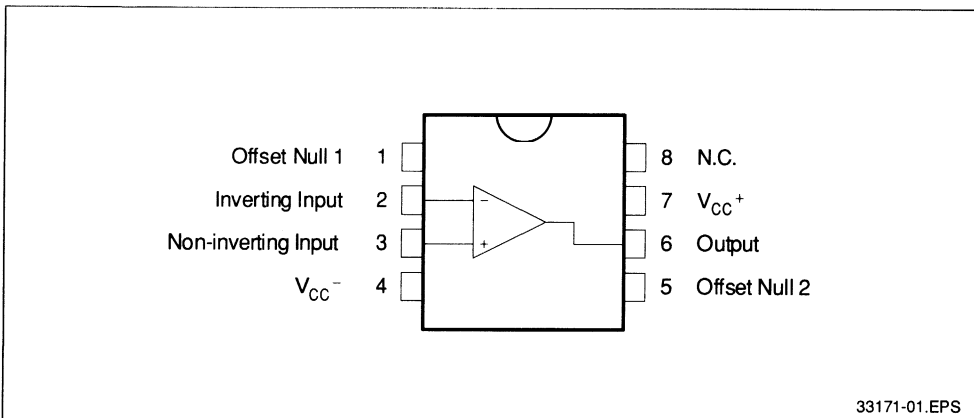 Offset Null 1 1
Inverting Input 2
Non-inverting Input 3
VCC− 4
−
+
8 N.C.
7 VCC+
6 Output
5 Offset Null 2
33171-01.EPS